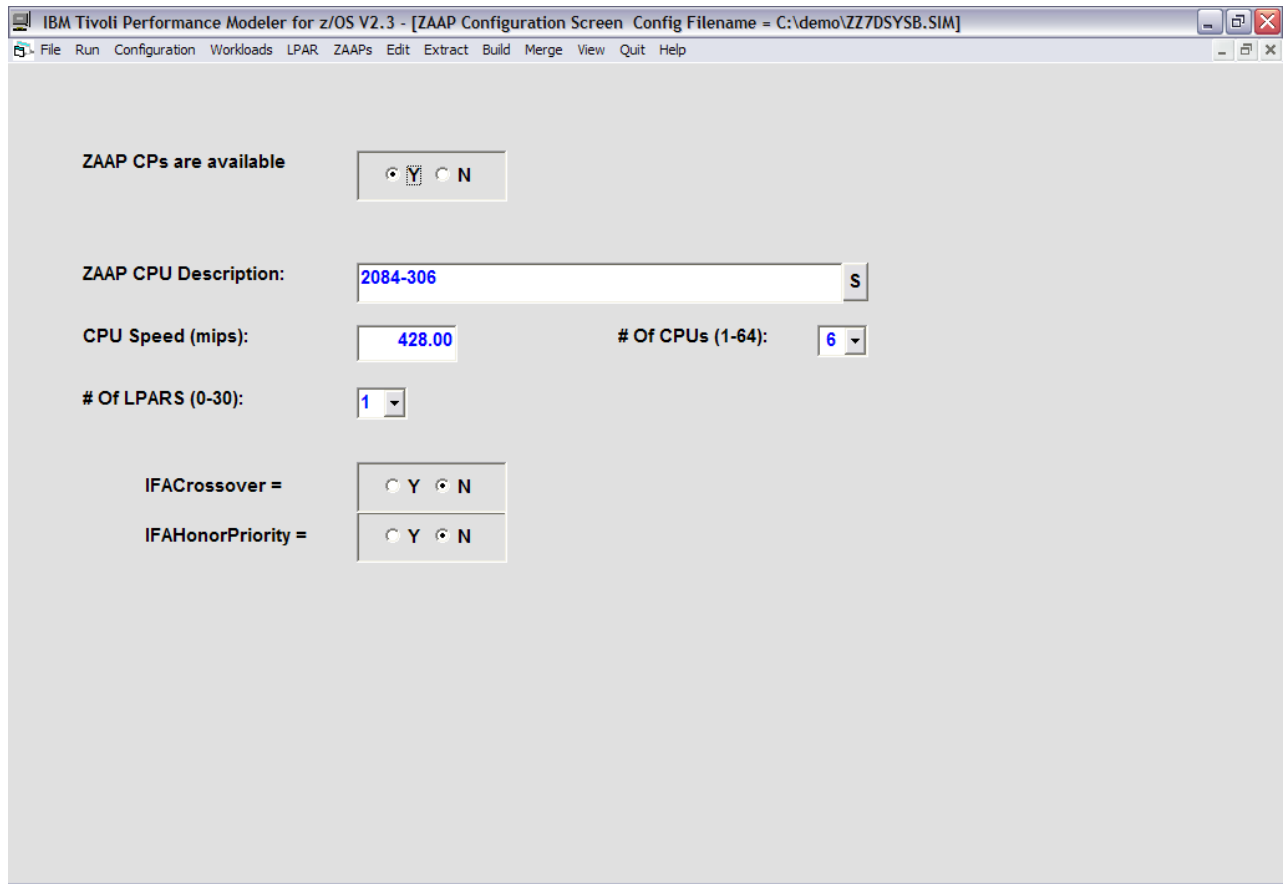 IBM Tivoli Performance Modeler for z/OS V2.3 - [ZAAP Configuration Screen Config Filename = C:\demo\ZZ7DSYSB.SIM]
File Run Configuration Workloads LPAR ZAAPs Edit Extract Build Merge View Quit Help
ZAAP CPs are available Y N
ZAAP CPU Description: 2084-306 S
CPU Speed (mips): 428.00 # Of CPUs (1-64): 6
# Of LPARS (0-30): 1
IFACrossover = Y N
IFAHonorPriority = Y N